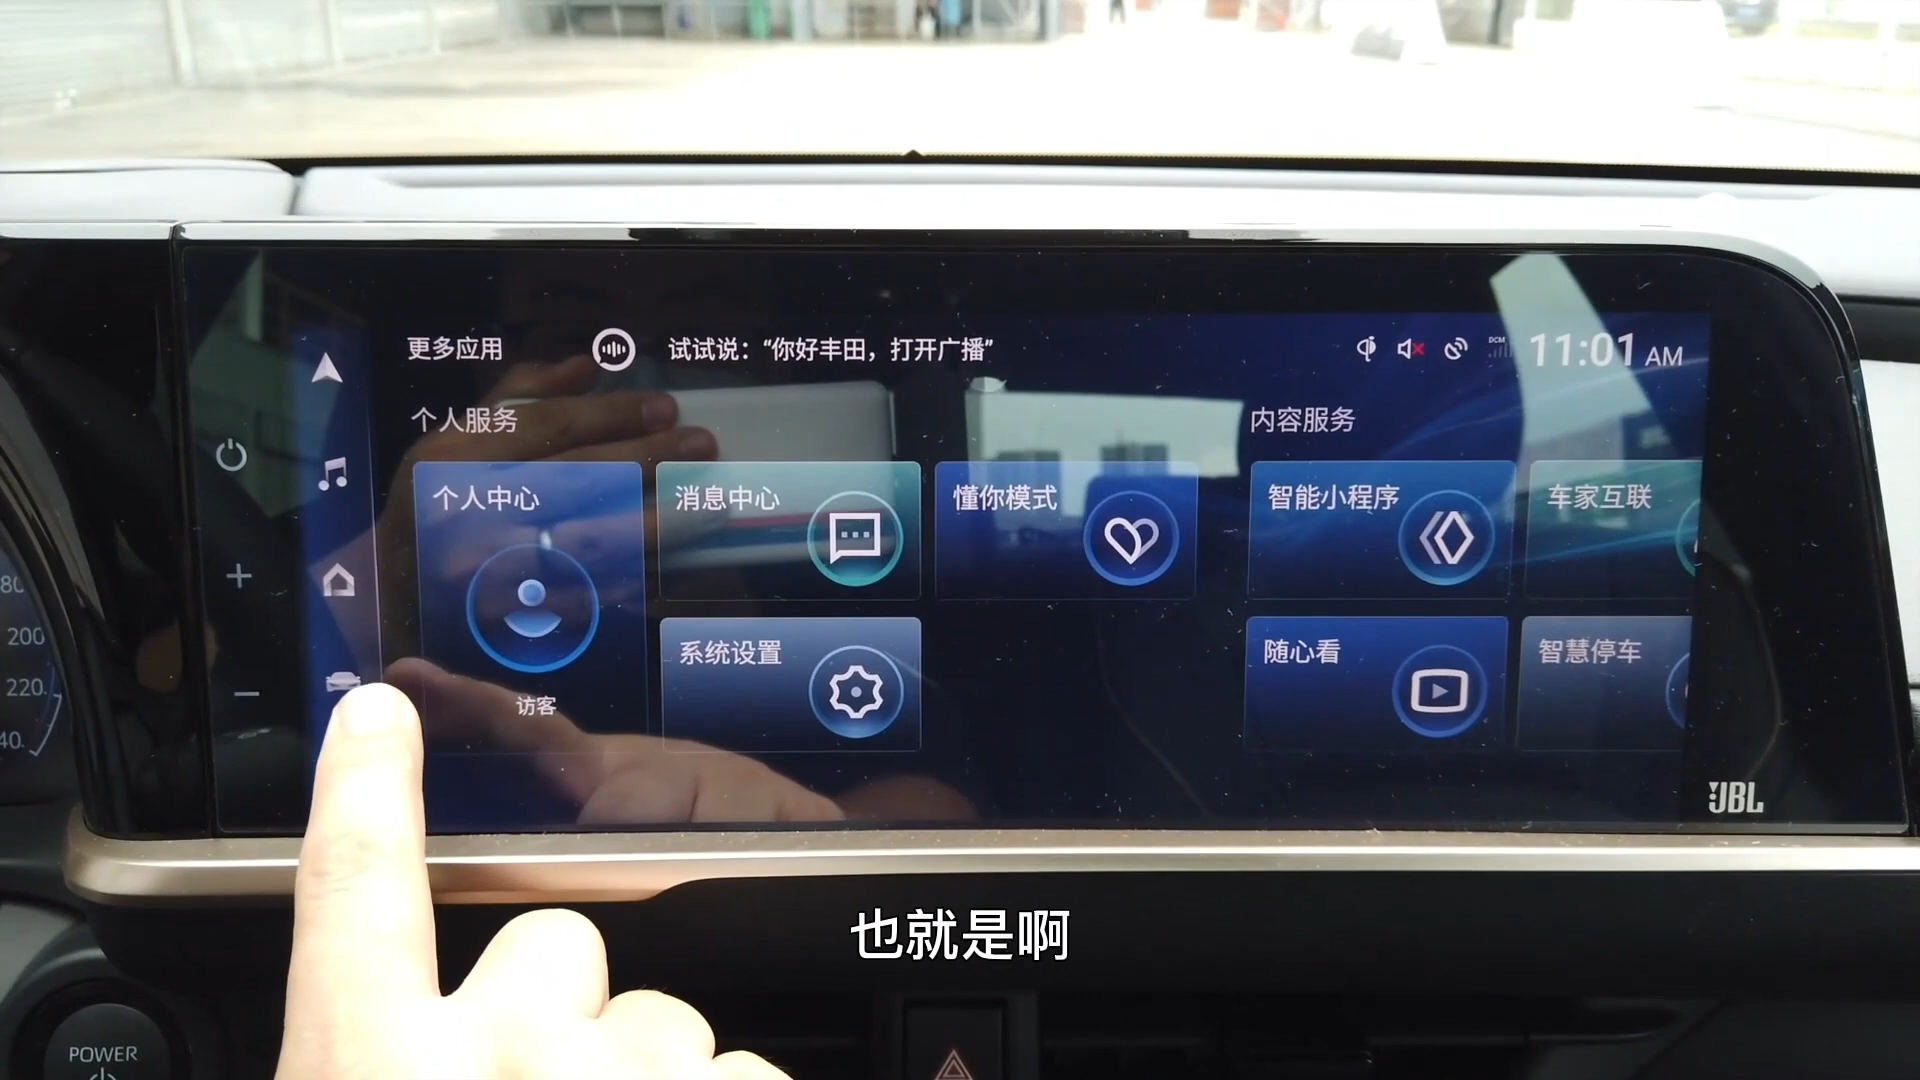 更多应用
试试说：“你好丰田，打开广播”
DCM
11:01 AM
个人服务
内容服务
个人中心
消息中心
懂你模式
智能小程序
车家互联
系统设置
随心看
智慧停车
访客
200
220
JBL
也就是啊
POWER